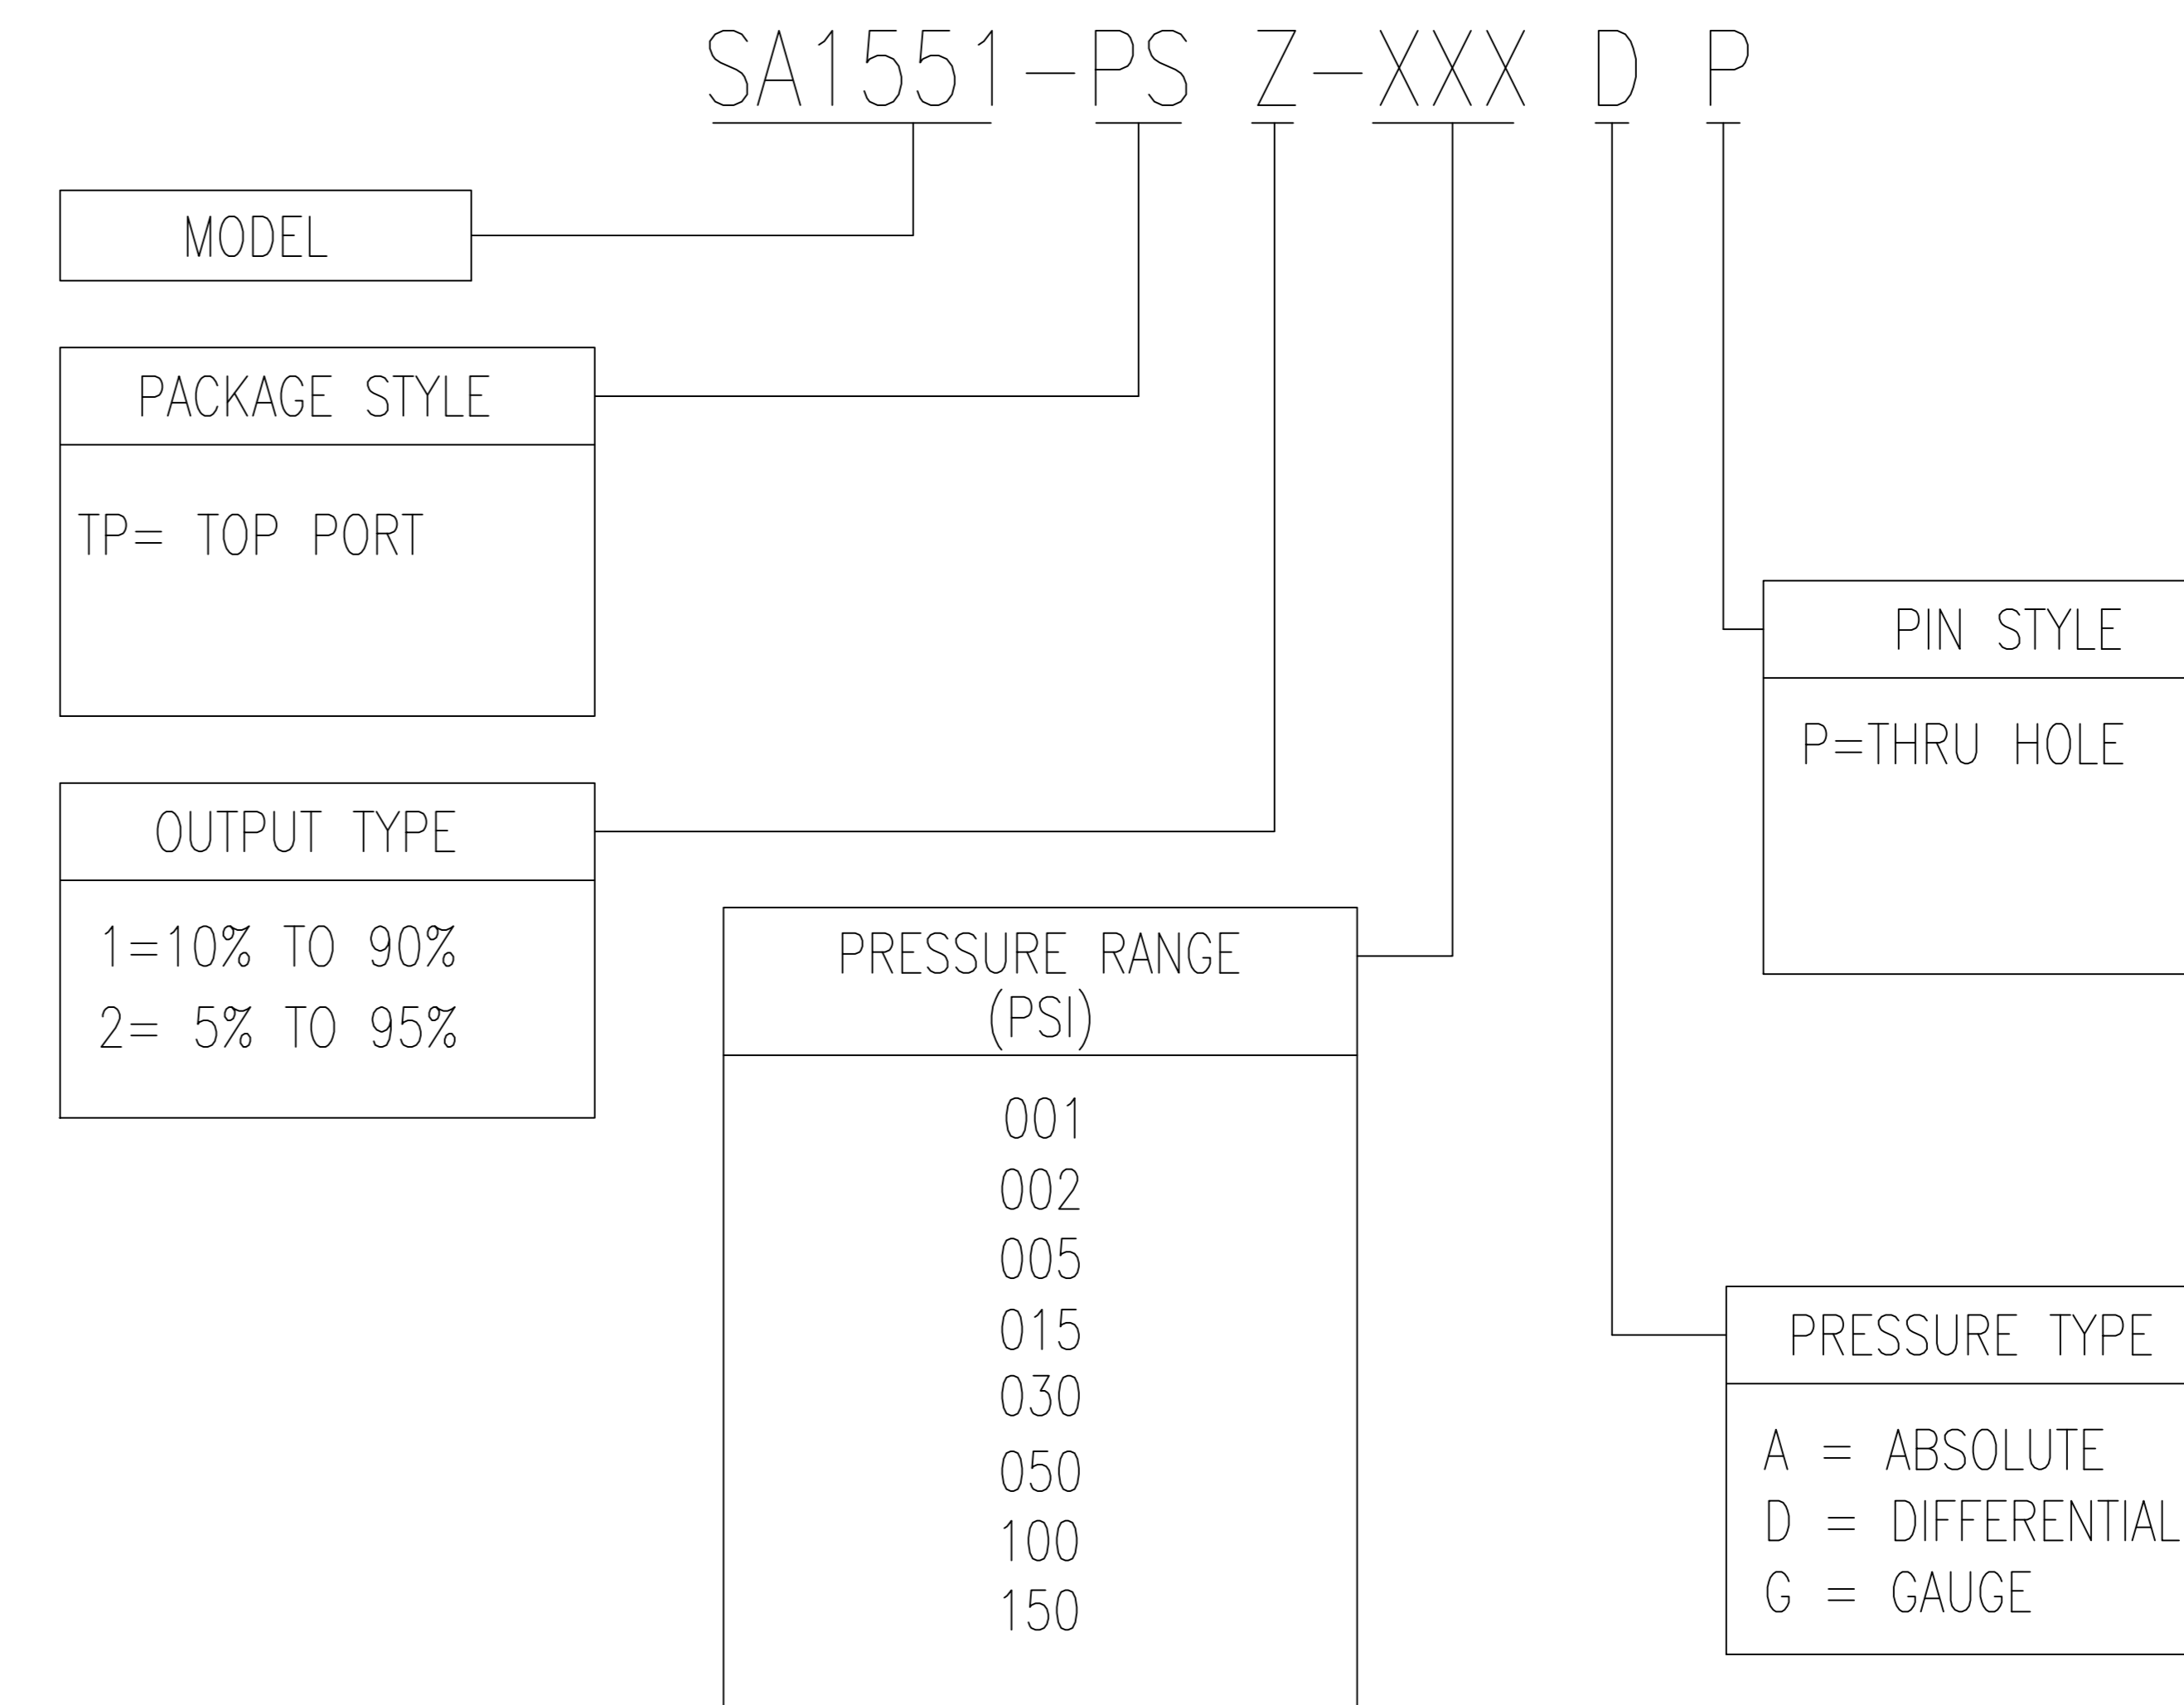 SA1551-PS Z-XXX D P
MODEL
PACKAGE STYLE
TP= TOP PORT
OUTPUT TYPE
1=10% TO 90%
2= 5% TO 95%
PRESSURE RANGE
(PSI)
001
002
005
015
030
050
100
150
PIN STYLE
P=THRU HOLE
PRESSURE TYPE
A = ABSOLUTE
D = DIFFERENTIAL
G = GAUGE